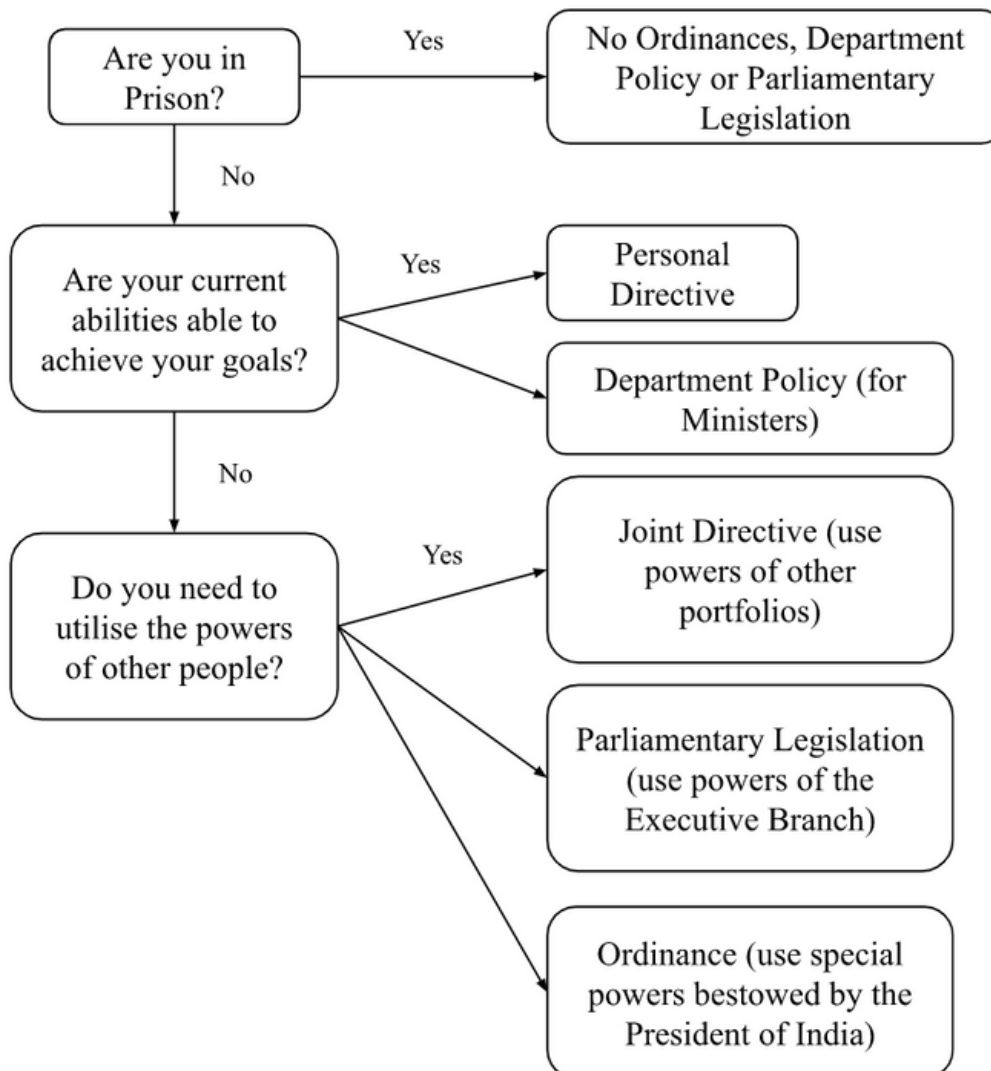 Are you in
Prison?
Yes
No Ordinances, Department
Policy or Parliamentary
Legislation
No
Are your current
abilities able to
achieve your goals?
Yes
Personal
Directive
Department Policy (for
Ministers)
No
Do you need to
utilise the powers
of other people?
Yes
Joint Directive (use
powers of other
portfolios)
Parliamentary Legislation
(use powers of the
Executive Branch)
Ordinance (use special
powers bestowed by the
President of India)